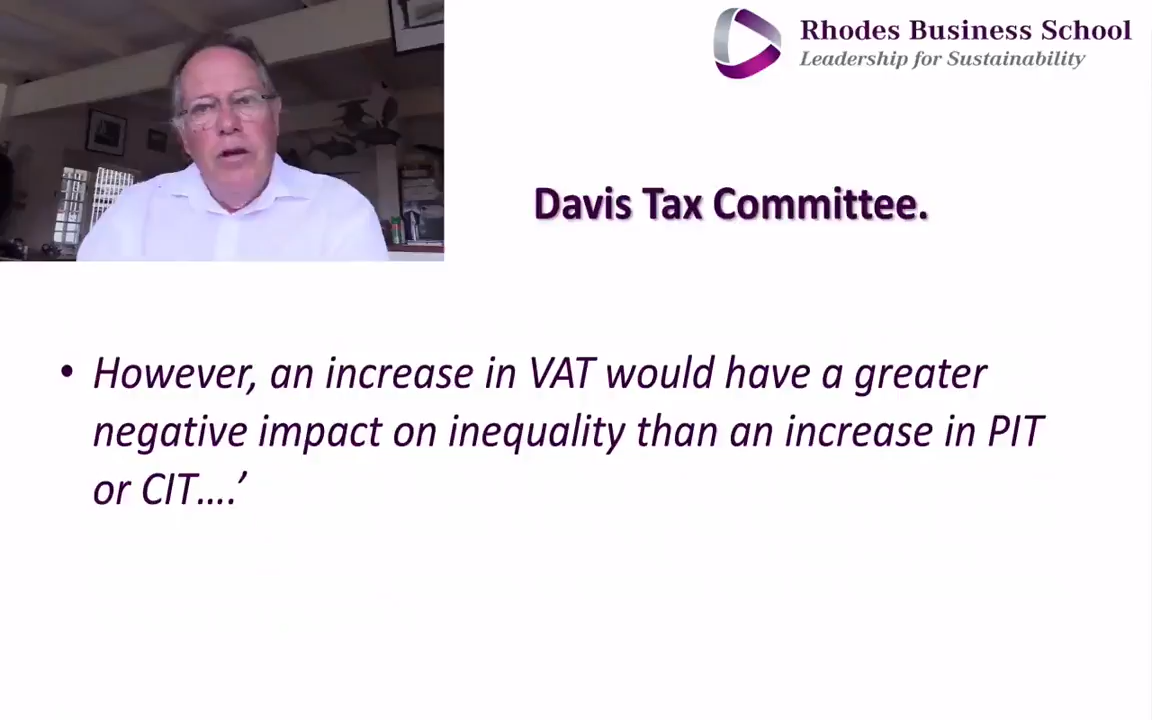 Rhodes Business School
Leadership for Sustainability
Davis Tax Committee.
• However, an increase in VAT would have a greater
negative impact on inequality than an increase in PIT
or CIT….’